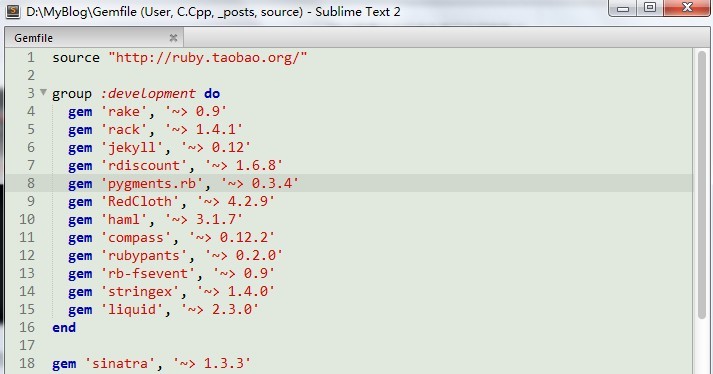 D:\MyBlog\Gemfile (User, C.Cpp, _posts, source) - Sublime Text 2
Gemfile
1 source "http://ruby.taobao.org/"
2
3 group :development do
4 gem 'rake', '~> 0.9'
5 gem 'rack', '~> 1.4.1'
6 gem 'jekyll', '~> 0.12'
7 gem 'rdiscount', '~> 1.6.8'
8 gem 'pygments.rb', '~> 0.3.4'
9 gem 'RedCloth', '~> 4.2.9'
10 gem 'haml', '~> 3.1.7'
11 gem 'compass', '~> 0.12.2'
12 gem 'rubypants', '~> 0.2.0'
13 gem 'rb-fsevent', '~> 0.9'
14 gem 'stringex', '~> 1.4.0'
15 gem 'liquid', '~> 2.3.0'
16 end
17
18 gem 'sinatra', '~> 1.3.3'